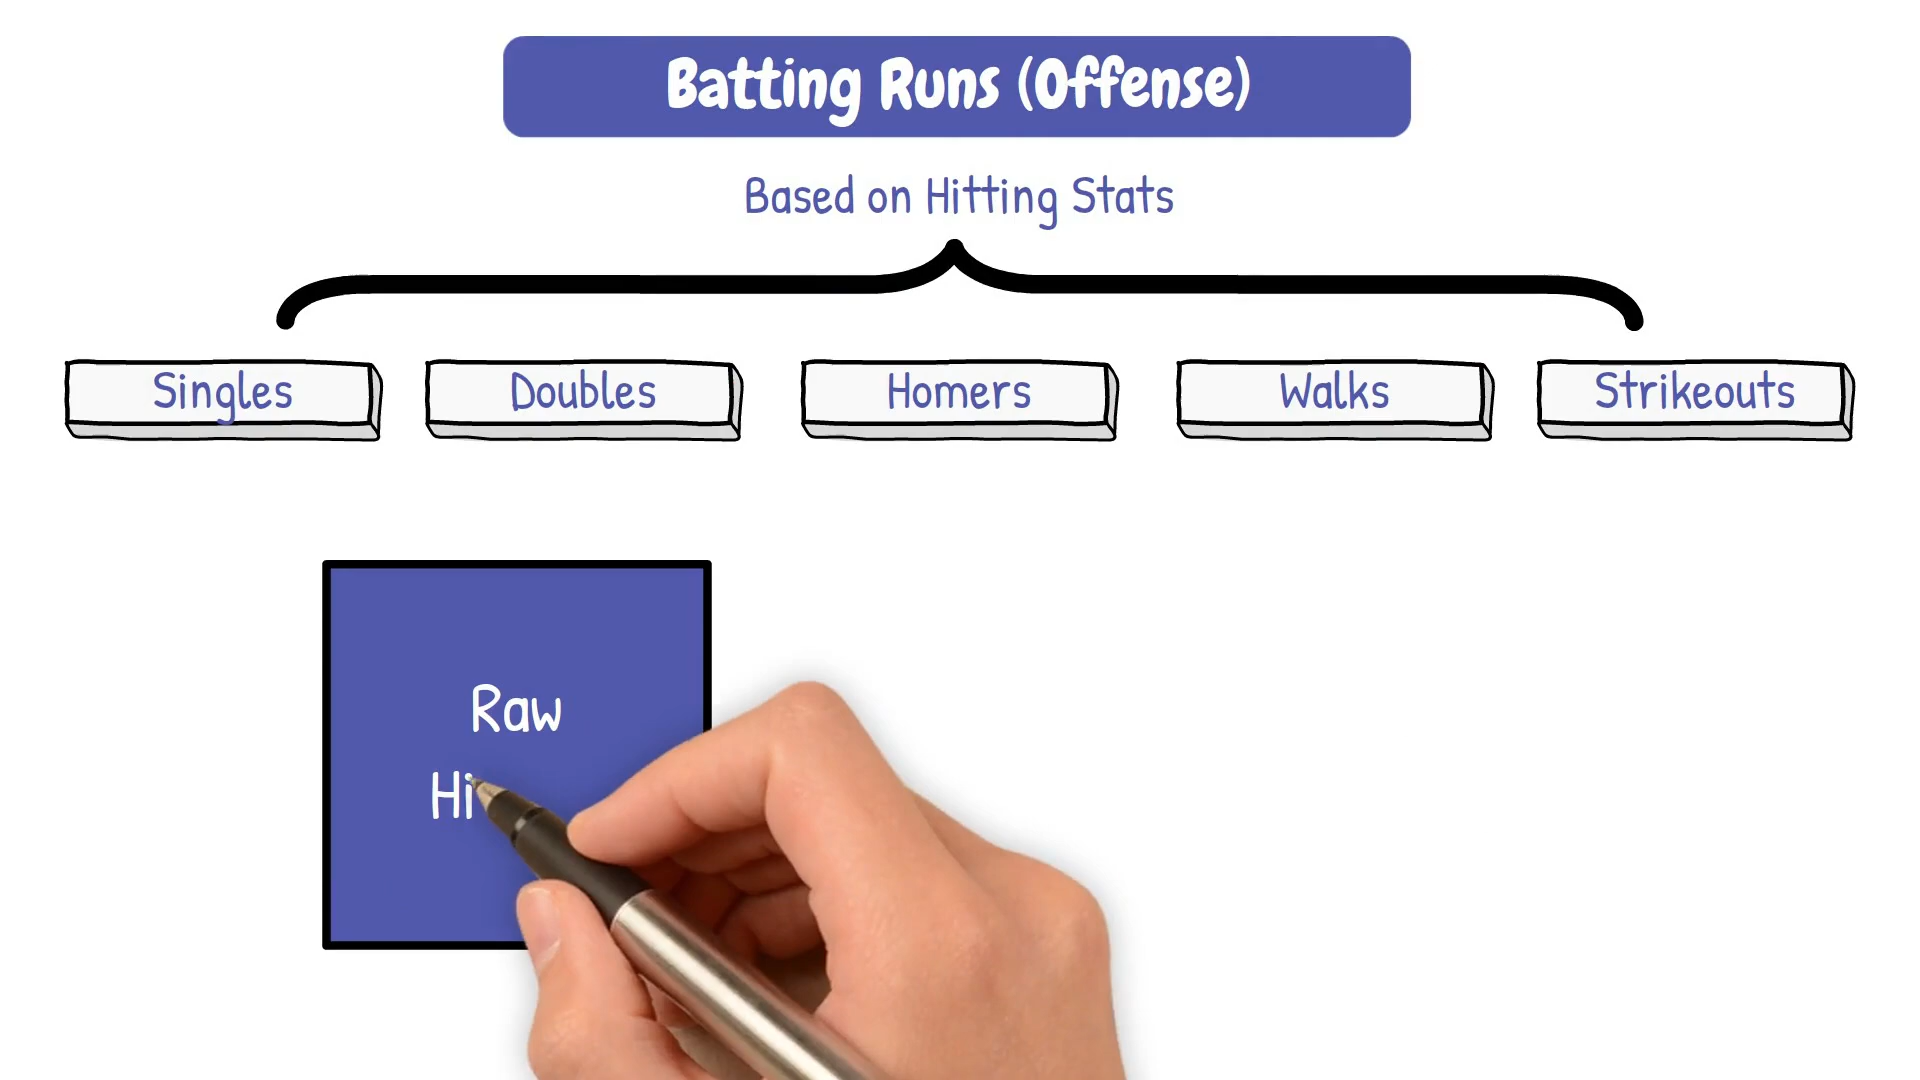 Batting Runs (Offense)
Based on Hitting Stats
Singles
Doubles
Homers
Walks
Strikeouts
Raw
Hi